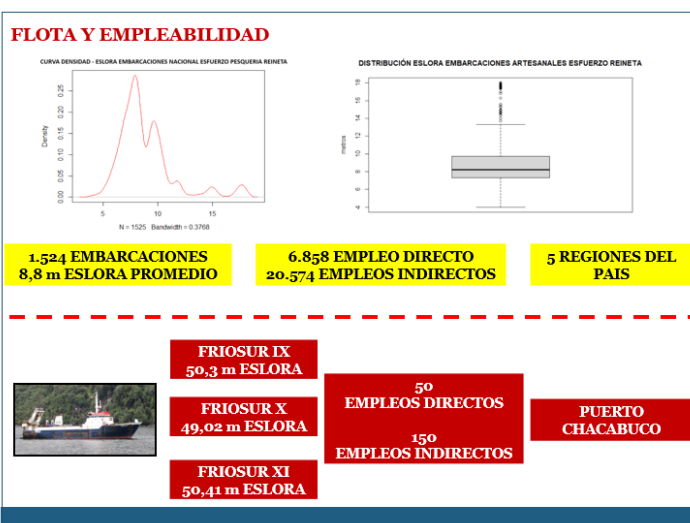 FLOTA Y EMPLEABILIDAD
CURVA DENSIDAD - ESLORA EMBARCACIONES NACIONAL ESFUERZO PESQUERIA REINETA
Density
0.00
0.05
0.10
0.15
0.20
0.25
5
10
15
N = 1525 Bandwidth = 0.3768
DISTRIBUCIÓN ESLORA EMBARCACIONES ARTESANALES ESFUERZO REINETA
metros
4
6
8
10
12
14
16
18
1.524 EMBARCACIONES
8,8 m ESLORA PROMEDIO
6.858 EMPLEO DIRECTO
20.574 EMPLEOS INDIRECTOS
5 REGIONES DEL
PAIS
FRIOSUR IX
50,3 m ESLORA
FRIOSUR X
49,02 m ESLORA
FRIOSUR XI
50,41 m ESLORA
50
EMPLEOS DIRECTOS
150
EMPLEOS INDIRECTOS
PUERTO
CHACABUCO